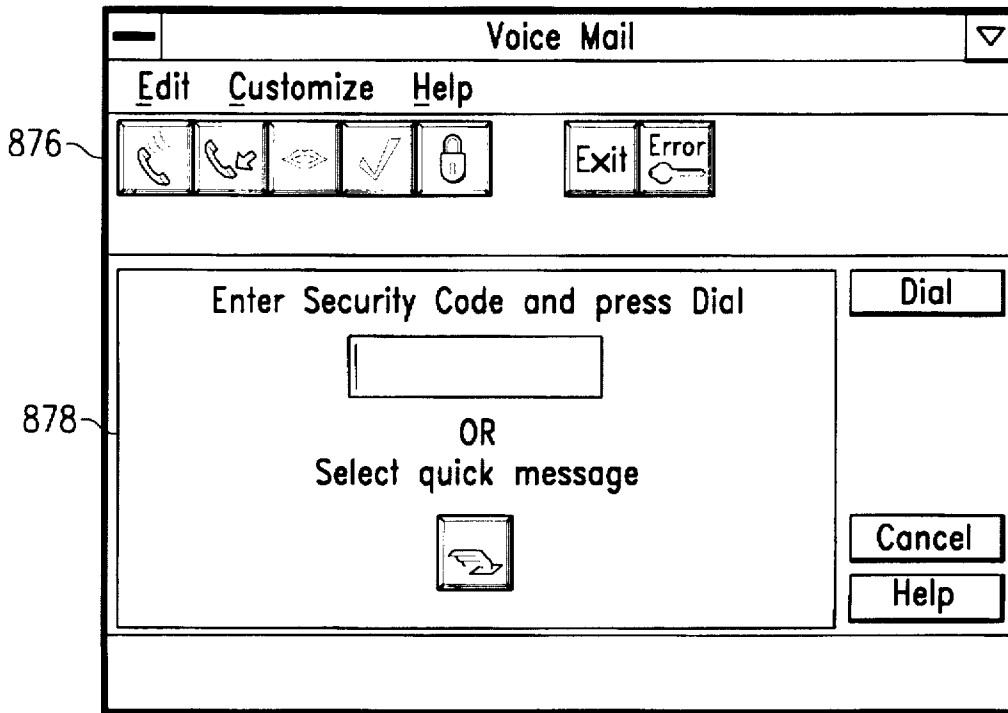 Voice Mail
Edit Customize Help
876
Exit Error
Enter Security Code and press Dial
Dial
878
OR
Select quick message
Cancel
Help